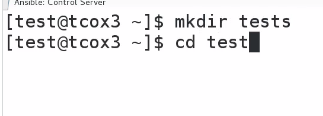 Ansible: Control Server
[test@tcox3 ~]$ mkdir tests
[test@tcox3 ~]$ cd test